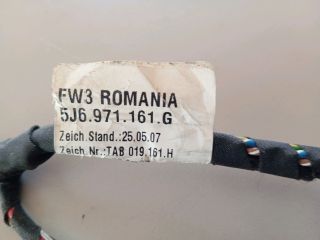 FW3 ROMANIA
5J6.971.161.G
Zeich.Stand.:25.05.07
Zeich.Nr.:TAB 019.161.H